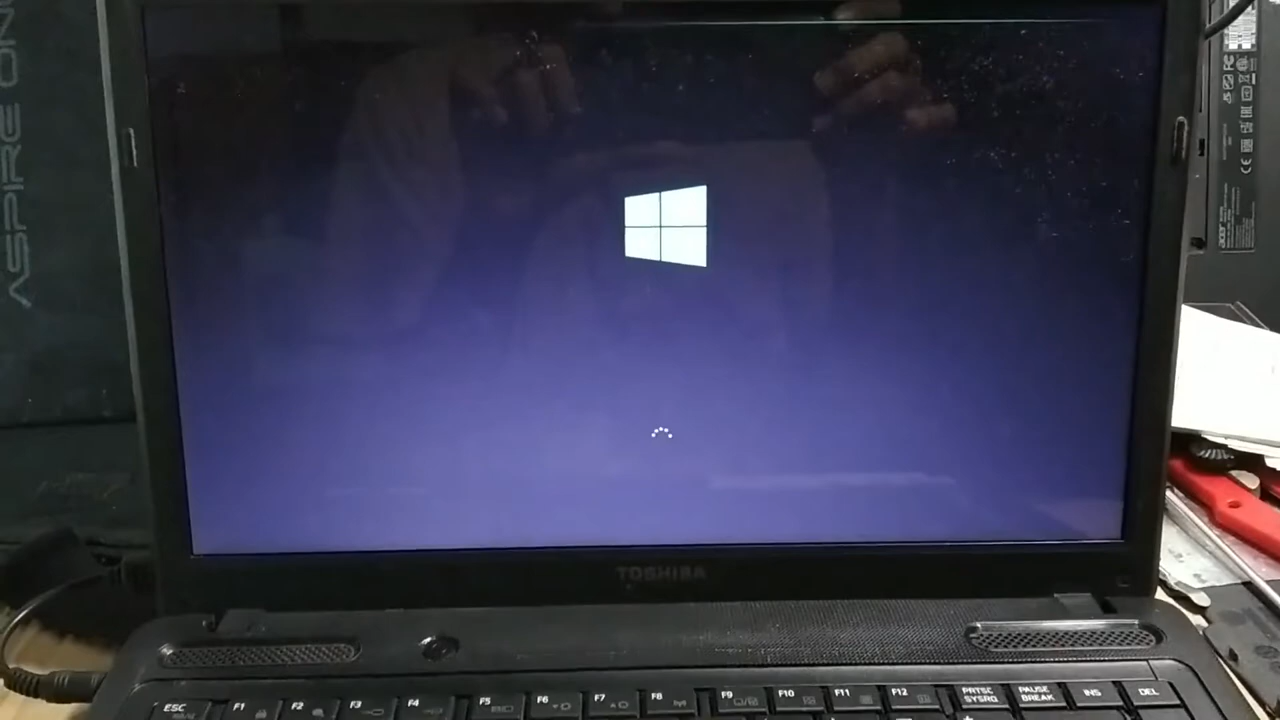 ASPIRE ONE
acer
TOSHIBA
ESC
F1
F2
F3
F4
F5
F6
F7
F8
F9
F10
F11
F12
PRTSC
SYSRQ
PAUSE
BREAK
INS
DEL